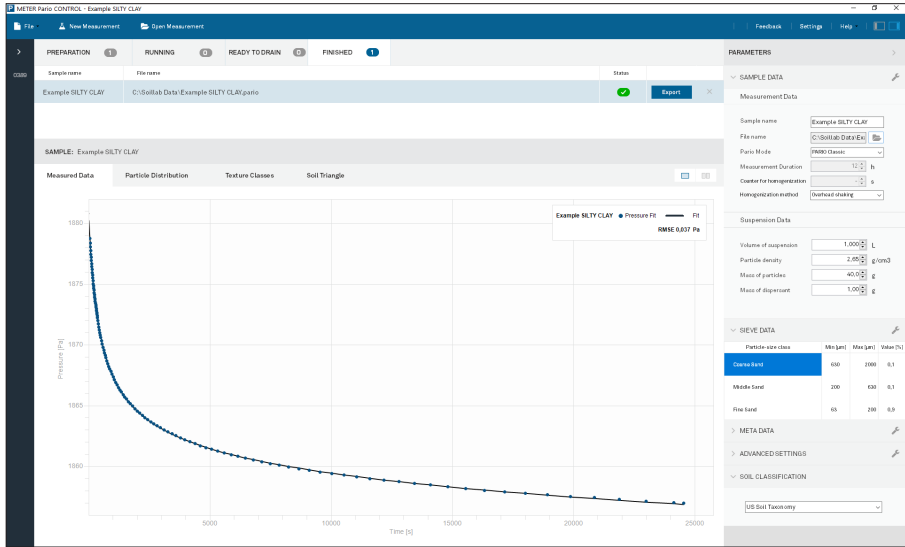 METER Pario CONTROL - Example SILTY CLAY
File New Measurement Open Measurement Feedback Settings Help
PREPARATION 1 RUNNING 0 READY TO DRAIN 0 FINISHED 1
Sample name File name Status
Example SILTY CLAY C:\Soillab Data\Example SILTY CLAY.pario Export
SAMPLE: Example SILTY CLAY
Measured Data Particle Distribution Texture Classes Soil Triangle
Example SILTY CLAY Pressure Fit Fit
RMSE 0,037 Pa
Pressure [Pa]
1880
1875
1870
1865
1860
5000 10000 15000 20000 25000
Time [s]
PARAMETERS
SAMPLE DATA
Measurement Data
Sample name Example SILTY CLAY
File name C:\Soillab Data\Exa
Pario Mode PARIO Classic
Measurement Duration 12 h
Counter for homogenization - s
Homogenization method Overhead shaking
Suspension Data
Volume of suspension 1,000 L
Particle density 2,65 g/cm3
Mass of particles 40,0 g
Mass of dispersant 1,00 g
SIEVE DATA
Particle-size class Min [µm] Max [µm] Value [%]
Coarse Sand 630 2000 0,1
Middle Sand 200 630 0,1
Fine Sand 63 200 0,9
META DATA
ADVANCED SETTINGS
SOIL CLASSIFICATION
US Soil Taxonomy